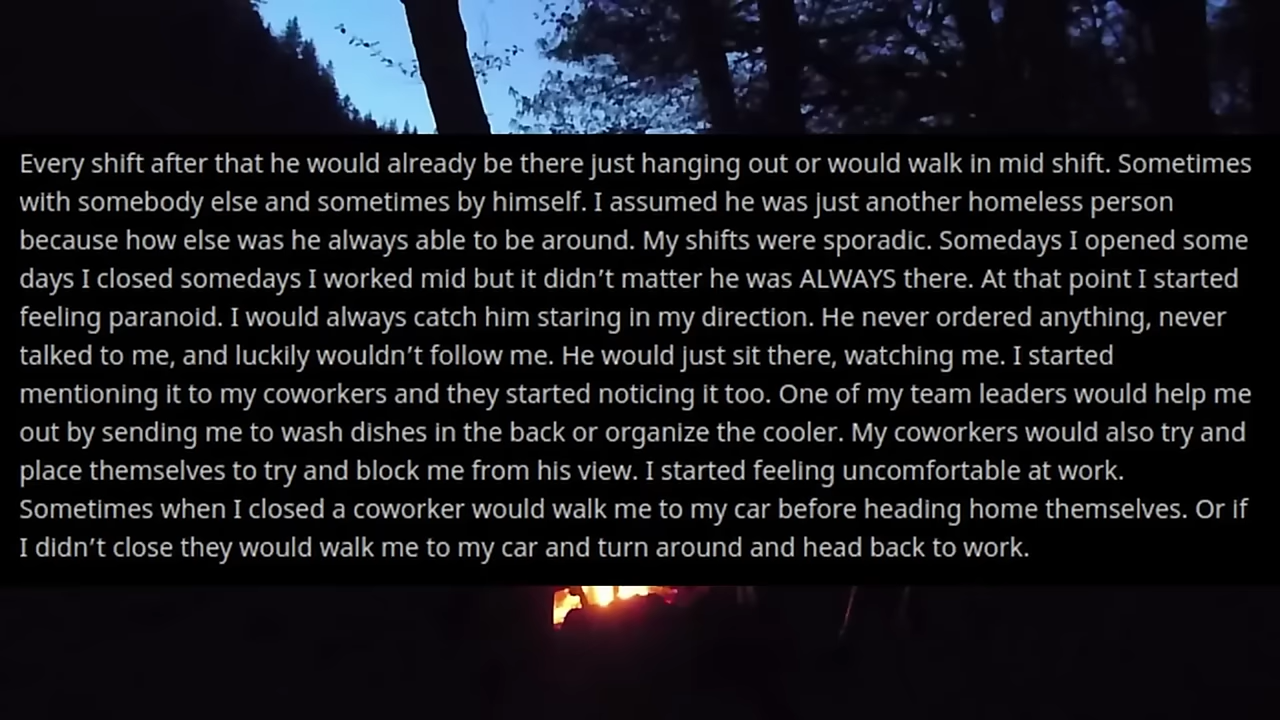 Every shift after that he would already be there just hanging out or would walk in mid shift. Sometimes
with somebody else and sometimes by himself. I assumed he was just another homeless person
because how else was he always able to be around. My shifts were sporadic. Somedays I opened some
days I closed somedays I worked mid but it didn’t matter he was ALWAYS there. At that point I started
feeling paranoid. I would always catch him staring in my direction. He never ordered anything, never
talked to me, and luckily wouldn’t follow me. He would just sit there, watching me. I started
mentioning it to my coworkers and they started noticing it too. One of my team leaders would help me
out by sending me to wash dishes in the back or organize the cooler. My coworkers would also try and
place themselves to try and block me from his view. I started feeling uncomfortable at work.
Sometimes when I closed a coworker would walk me to my car before heading home themselves. Or if
I didn’t close they would walk me to my car and turn around and head back to work.